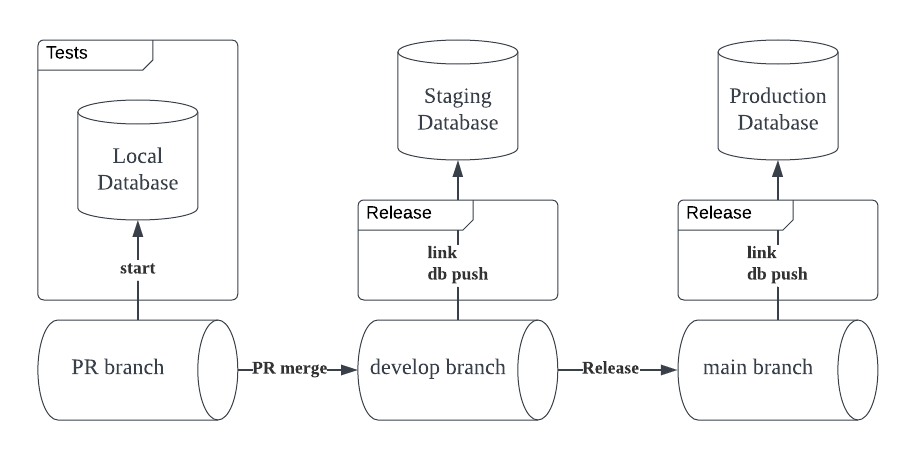 Tests
Local
Database
start
PR branch
PR merge
Staging
Database
Release
link
db push
develop branch
Release
Production
Database
Release
link
db push
main branch